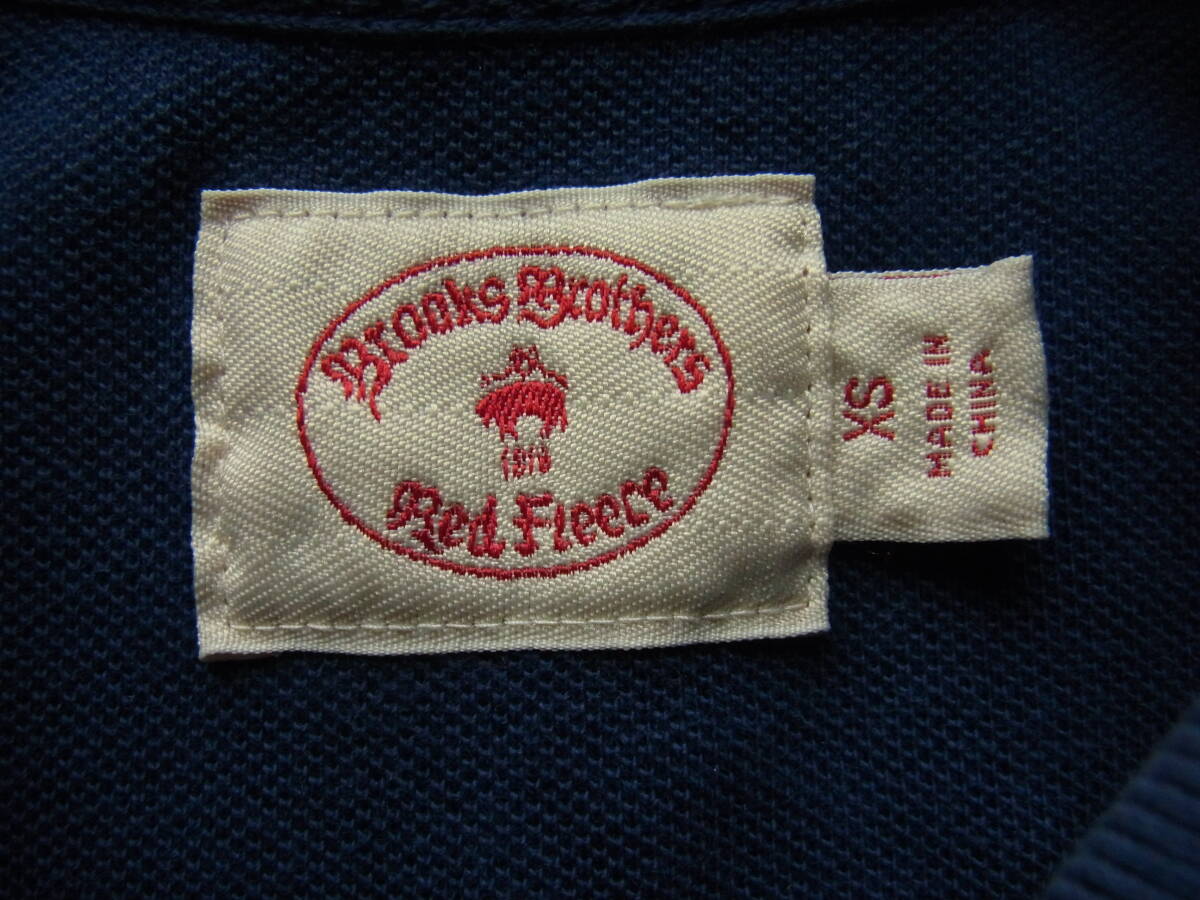 Brooks Brothers
1818
Red Fleece
XS
MADE IN
CHINA